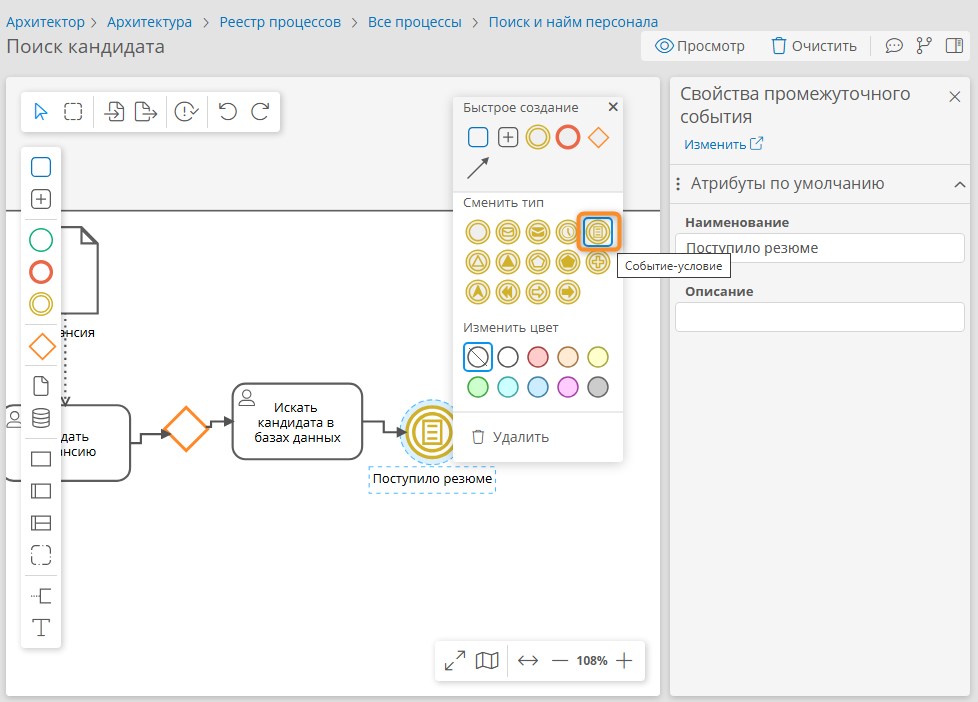 Архитектор > Архитектура > Реестр процессов > Все процессы > Поиск и найм персонала
Поиск кандидата
Просмотр
Очистить
Быстрое создание
Сменить тип
Событие-условие
Изменить цвет
Удалить
Свойства промежуточного
события
Изменить
Атрибуты по умолчанию
Наименование
Поступило резюме
Описание
нсия
дать
нсию
Искать
кандидата в
базах данных
Поступило резюме
T
108%